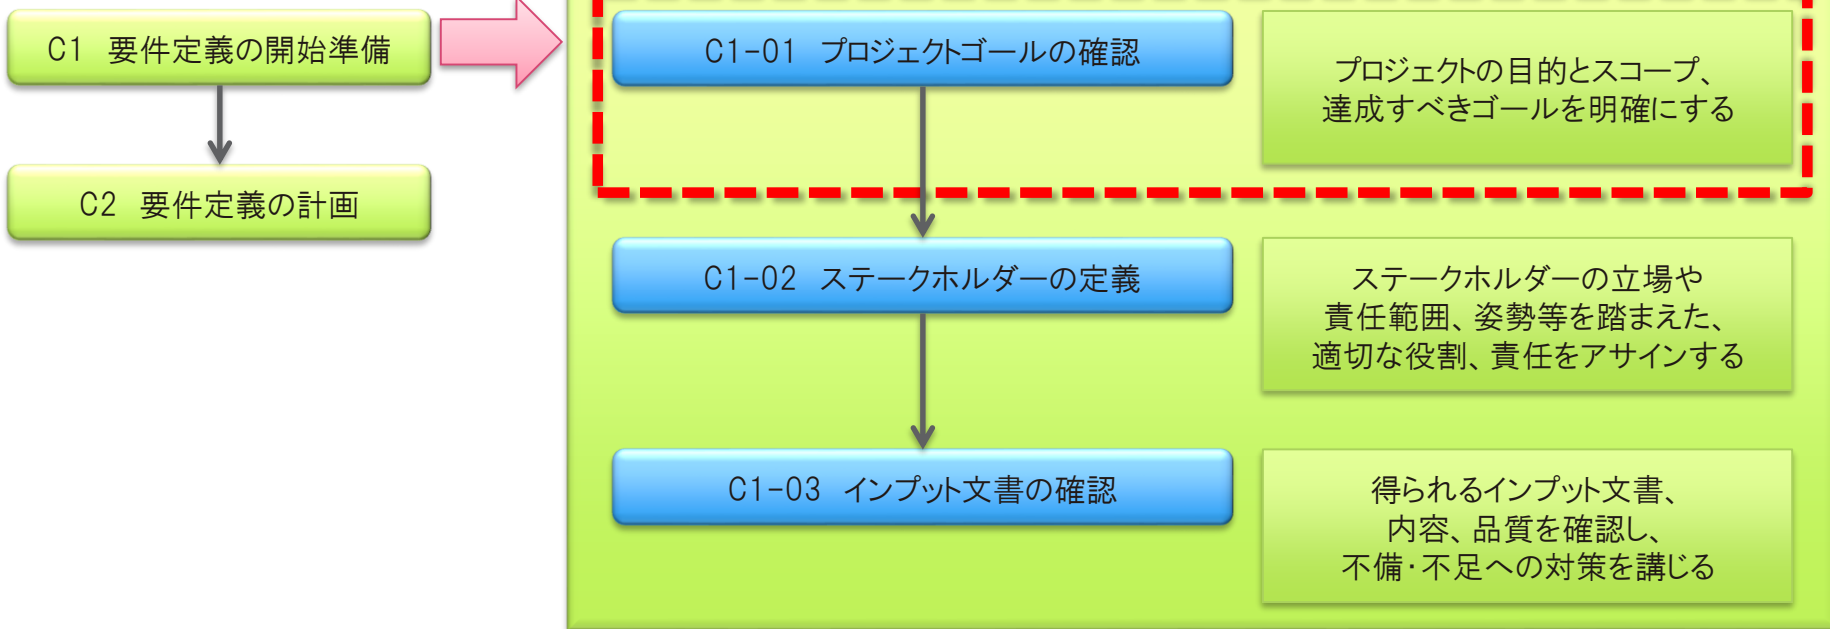 C1 要件定義の開始準備
C2 要件定義の計画
C1-01 プロジェクトゴールの確認
プロジェクトの目的とスコープ、
達成すべきゴールを明確にする
C1-02 ステークホルダーの定義
ステークホルダーの立場や
責任範囲、姿勢等を踏まえた、
適切な役割、責任をアサインする
C1-03 インプット文書の確認
得られるインプット文書、
内容、品質を確認し、
不備・不足への対策を講じる